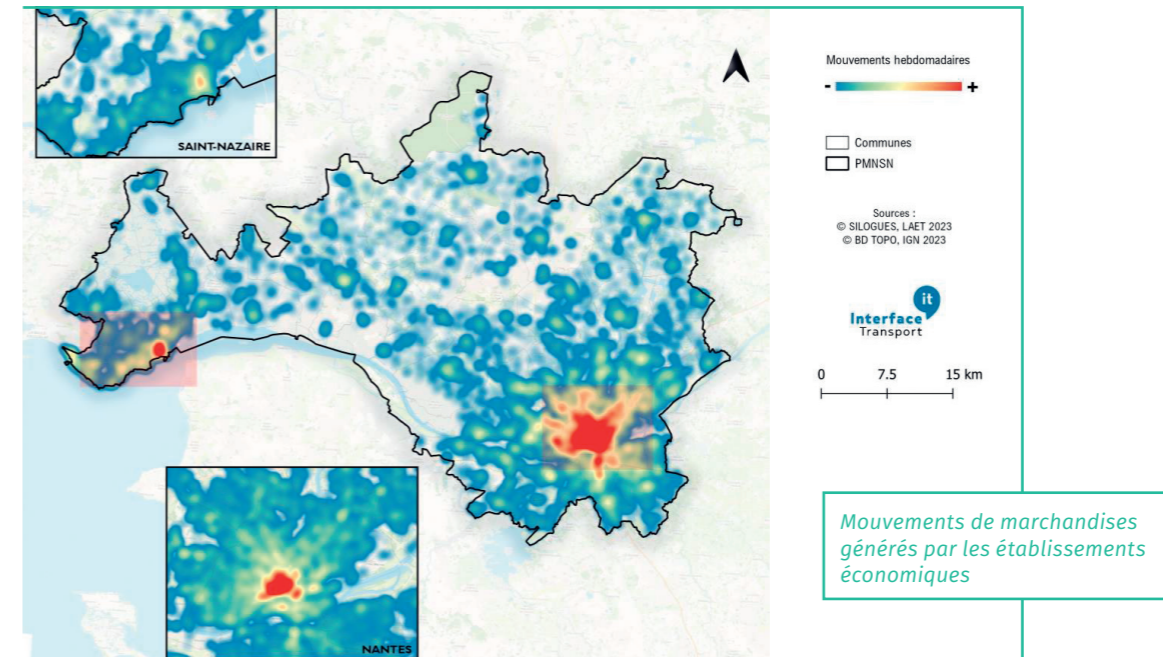 SAINT-NAZAIRE
NANTES
Mouvements hebdomadaires
- +
Communes
PMNSN
Sources :
© SILOGUES, LAET 2023
© BD TOPO, IGN 2023
it
Interface
Transport
0 7.5 15 km
Mouvements de marchandises
générés par les établissements
économiques